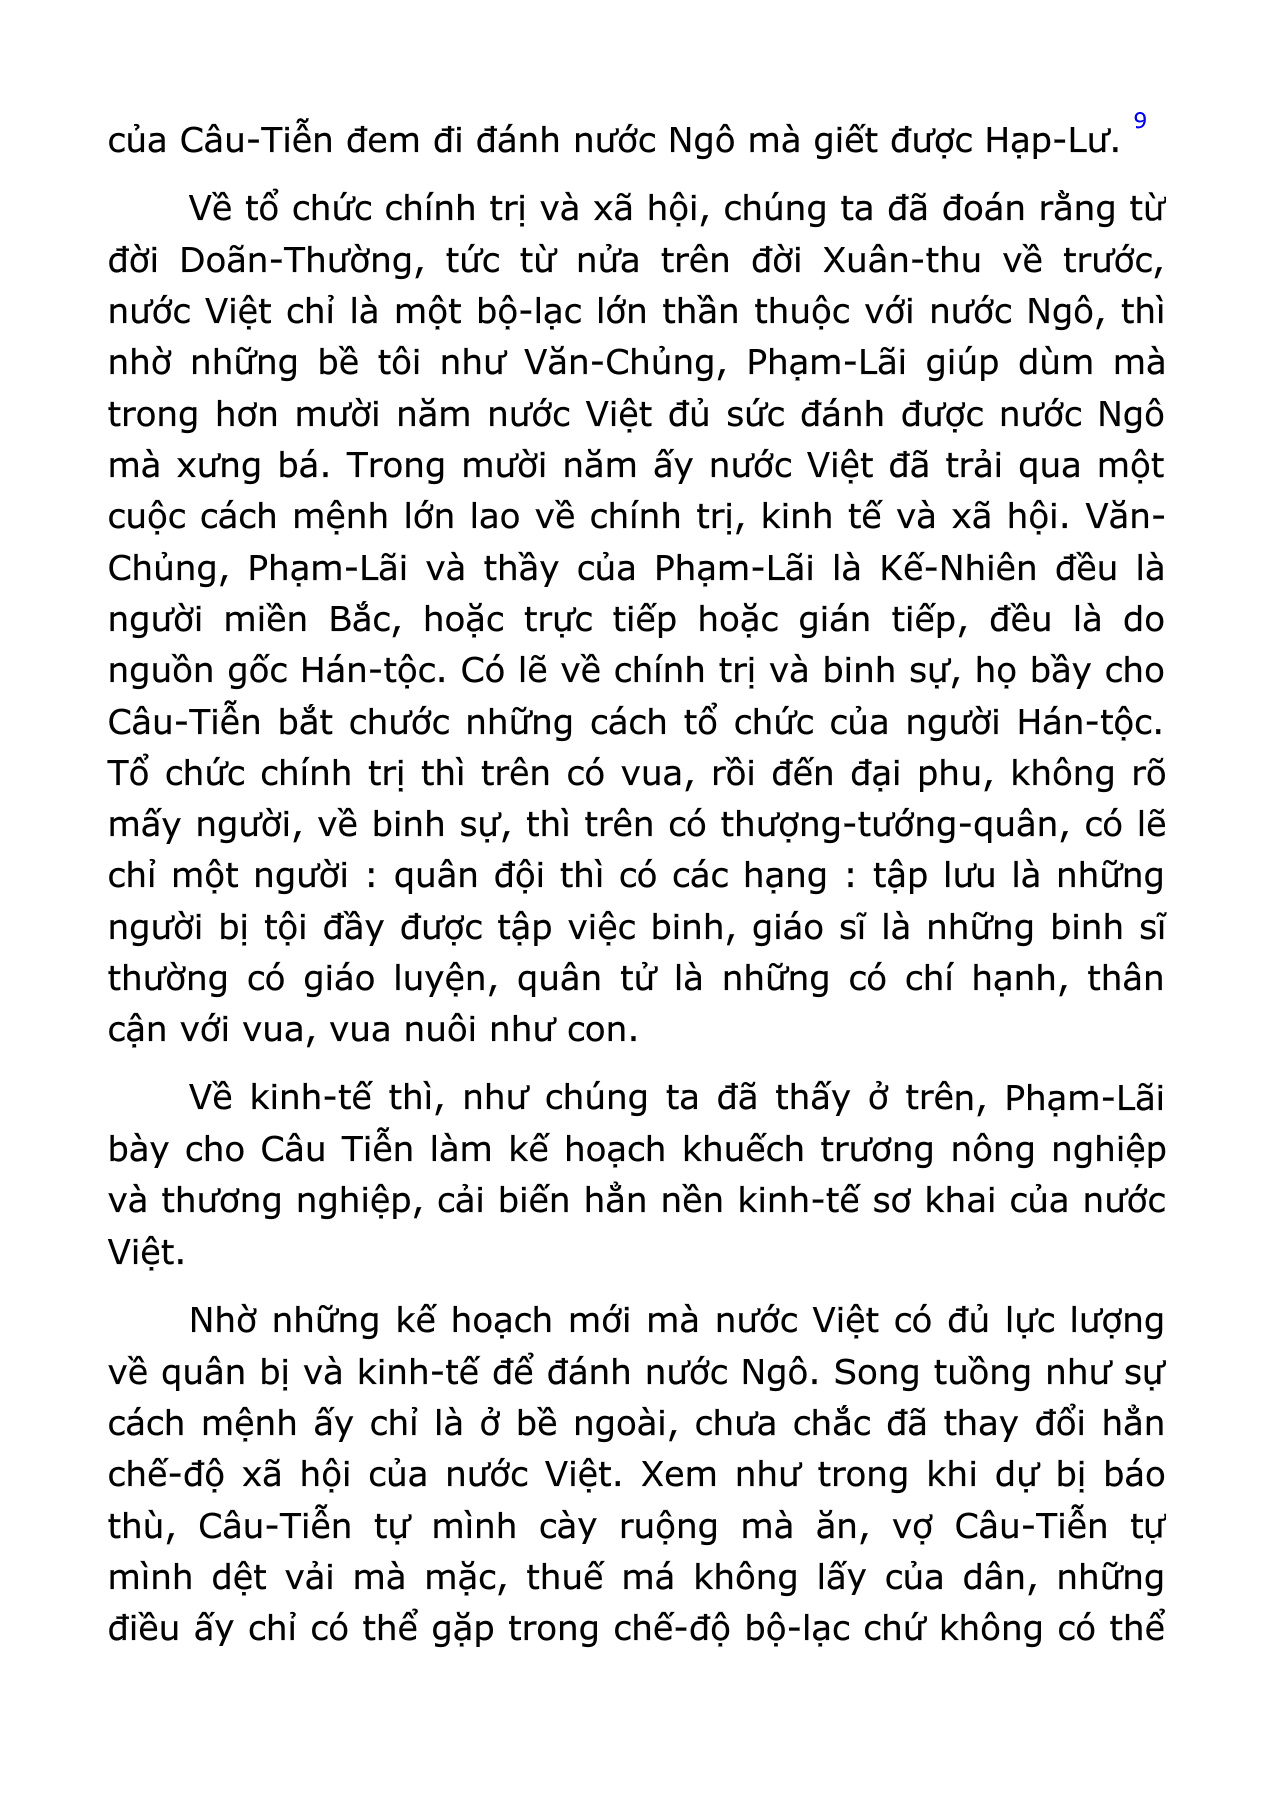 của Câu-Tiễn đem đi đánh nước Ngô mà giết được Hạp-Lư. 9
Về tổ chức chính trị và xã hội, chúng ta đã đoán rằng từ
đời Doãn-Thường, tức từ nửa trên đời Xuân-thu về trước,
nước Việt chỉ là một bộ-lạc lớn thần thuộc với nước Ngô, thì
nhờ những bề tôi như Văn-Chủng, Phạm-Lãi giúp dùm mà
trong hơn mười năm nước Việt đủ sức đánh được nước Ngô
mà xưng bá. Trong mười năm ấy nước Việt đã trải qua một
cuộc cách mệnh lớn lao về chính trị, kinh tế và xã hội. Văn-
Chủng, Phạm-Lãi và thầy của Phạm-Lãi là Kế-Nhiên đều là
người miền Bắc, hoặc trực tiếp hoặc gián tiếp, đều là do
nguồn gốc Hán-tộc. Có lẽ về chính trị và binh sự, họ bầy cho
Câu-Tiễn bắt chước những cách tổ chức của người Hán-tộc.
Tổ chức chính trị thì trên có vua, rồi đến đại phu, không rõ
mấy người, về binh sự, thì trên có thượng-tướng-quân, có lẽ
chỉ một người : quân đội thì có các hạng : tập lưu là những
người bị tội đầy được tập việc binh, giáo sĩ là những binh sĩ
thường có giáo luyện, quân tử là những có chí hạnh, thân
cận với vua, vua nuôi như con.
Về kinh-tế thì, như chúng ta đã thấy ở trên, Phạm-Lãi
bày cho Câu Tiễn làm kế hoạch khuếch trương nông nghiệp
và thương nghiệp, cải biến hẳn nền kinh-tế sơ khai của nước
Việt.
Nhờ những kế hoạch mới mà nước Việt có đủ lực lượng
về quân bị và kinh-tế để đánh nước Ngô. Song tuồng như sự
cách mệnh ấy chỉ là ở bề ngoài, chưa chắc đã thay đổi hẳn
chế-độ xã hội của nước Việt. Xem như trong khi dự bị báo
thù, Câu-Tiễn tự mình cày ruộng mà ăn, vợ Câu-Tiễn tự
mình dệt vải mà mặc, thuế má không lấy của dân, những
điều ấy chỉ có thể gặp trong chế-độ bộ-lạc chứ không có thể